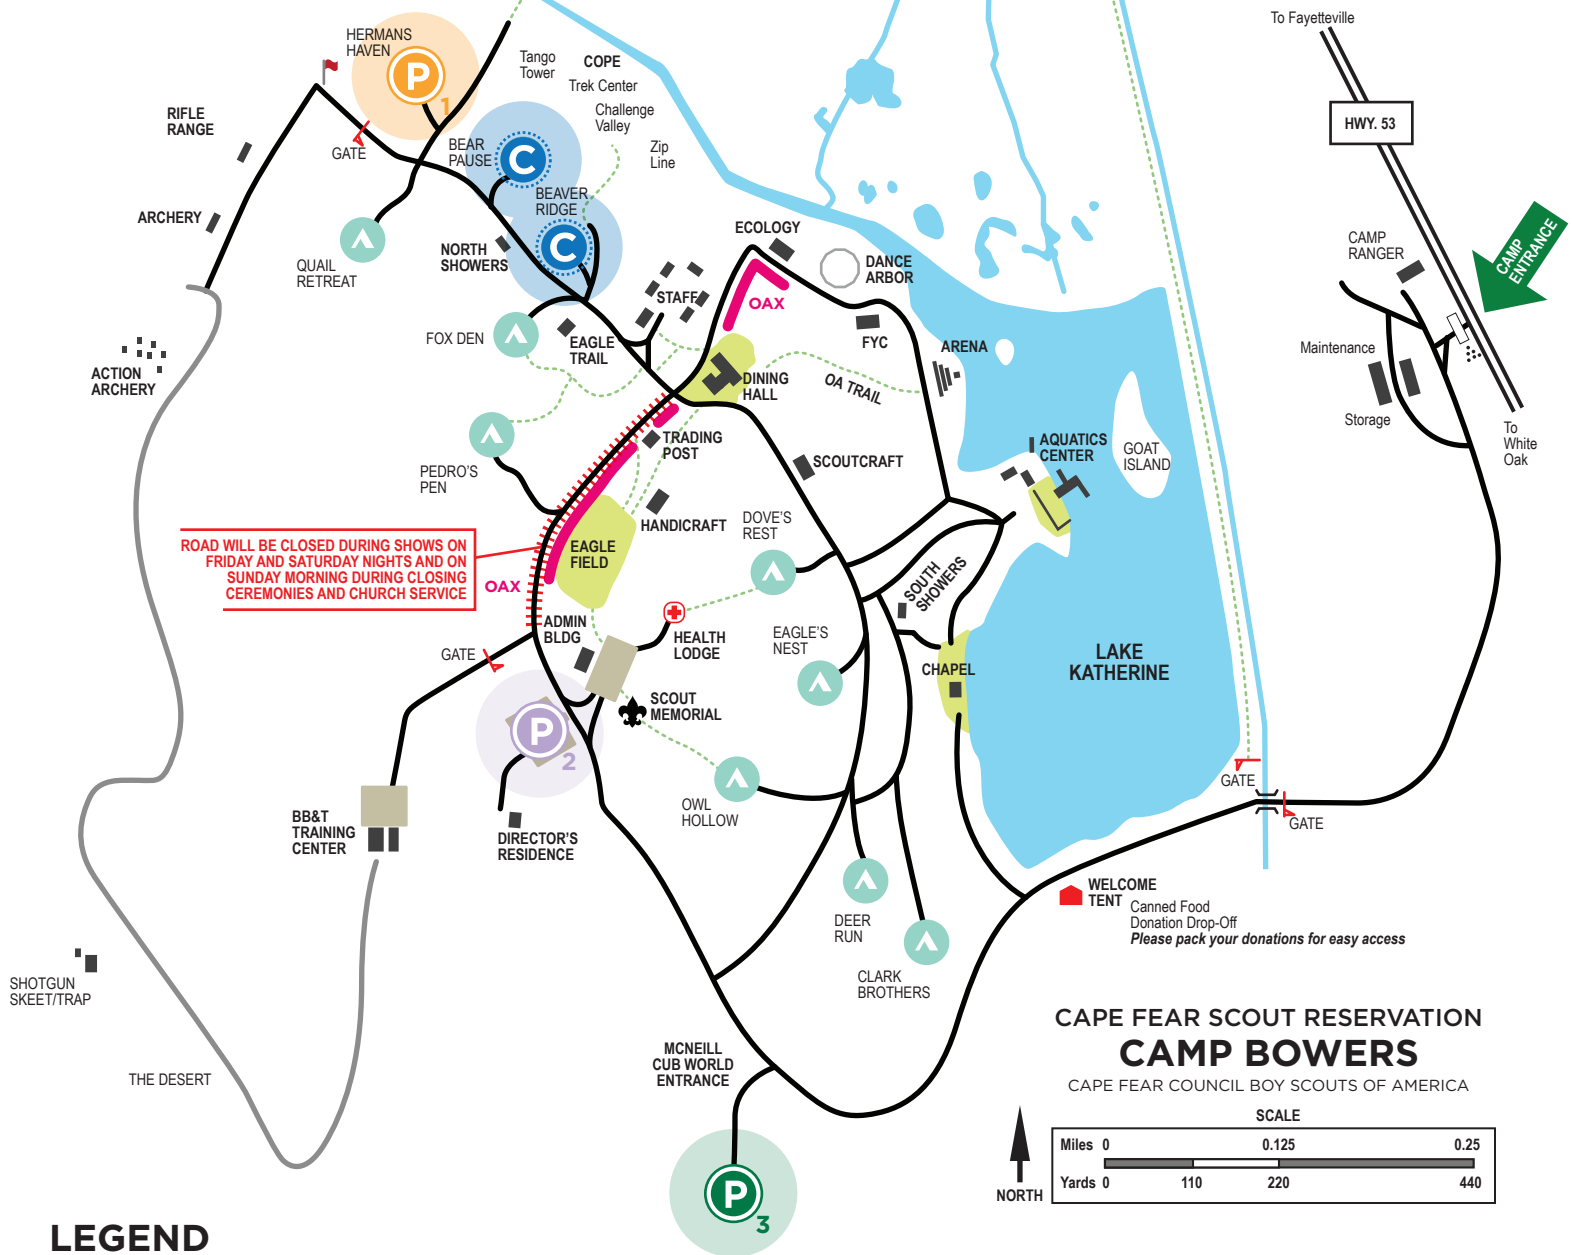 To Fayetteville
HWY. 53
CAMP
ENTRANCE
CAMP
RANGER
Maintenance
Storage
To
White
Oak
HERMANS
HAVEN
P
1
Tango
Tower
COPE
Trek Center
Challenge
Valley
Zip
Line
RIFLE
RANGE
GATE
BEAR
PAUSE
C
BEAVER
RIDGE
C
ARCHERY
QUAIL
RETREAT
NORTH
SHOWERS
ECOLOGY
DANCE
ARBOR
STAFF
OAX
FOX DEN
EAGLE
TRAIL
FYC
ARENA
ACTION
ARCHERY
DINING
HALL
OA TRAIL
TRADING
POST
SCOUTCRAFT
AQUATICS
CENTER
GOAT
ISLAND
PEDRO'S
PEN
HANDICRAFT
DOVE'S
REST
ROAD WILL BE CLOSED DURING SHOWS ON
FRIDAY AND SATURDAY NIGHTS AND ON
SUNDAY MORNING DURING CLOSING
CEREMONIES AND CHURCH SERVICE
OAX
EAGLE
FIELD
SOUTH
SHOWERS
ADMIN
BLDG
HEALTH
LODGE
EAGLE'S
NEST
GATE
CHAPEL
LAKE
KATHERINE
SCOUT
MEMORIAL
P
2
OWL
HOLLOW
GATE
GATE
BB&T
TRAINING
CENTER
DIRECTOR'S
RESIDENCE
WELCOME
TENT
Canned Food
Donation Drop-Off
Please pack your donations for easy access
DEER
RUN
CLARK
BROTHERS
SHOTGUN
SKEET/TRAP
THE DESERT
MCNEILL
CUB WORLD
ENTRANCE
P
3
CAPE FEAR SCOUT RESERVATION
CAMP BOWERS
CAPE FEAR COUNCIL BOY SCOUTS OF AMERICA
SCALE
Miles 0 0.125 0.25
Yards 0 110 220 440
NORTH
LEGEND